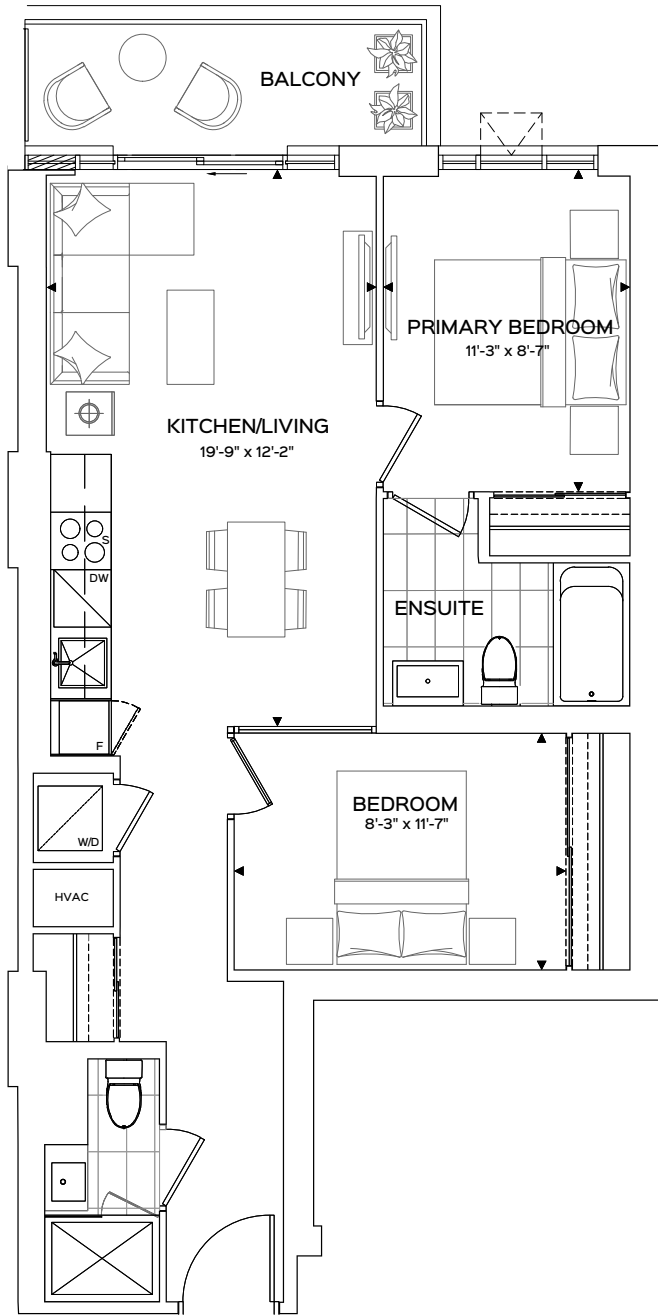 BALCONY
PRIMARY BEDROOM
11'-3" x 8'-7"
KITCHEN/LIVING
19'-9" x 12'-2"
S
DW
ENSUITE
F
BEDROOM
8'-3" x 11'-7"
W/D
HVAC